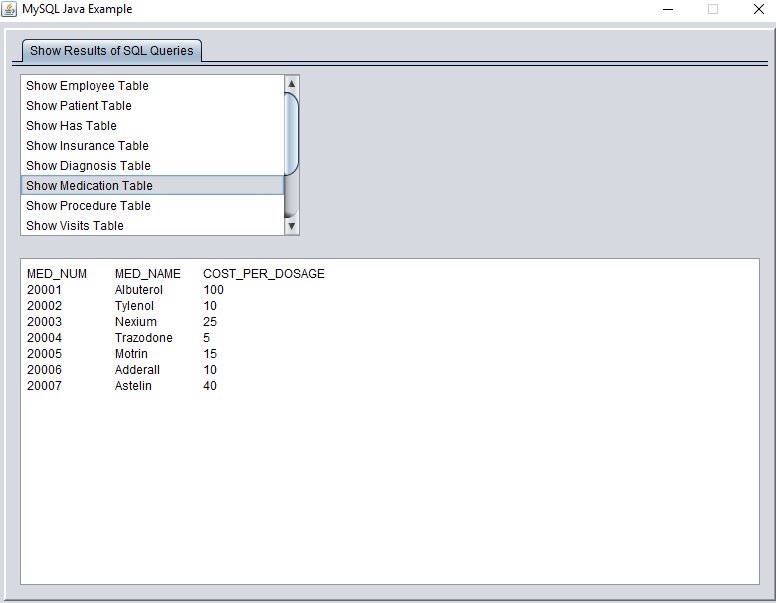 MySQL Java Example
Show Results of SQL Queries
Show Employee Table
Show Patient Table
Show Has Table
Show Insurance Table
Show Diagnosis Table
Show Medication Table
Show Procedure Table
Show Visits Table
MED_NUM MED_NAME COST_PER_DOSAGE
20001 Albuterol 100
20002 Tylenol 10
20003 Nexium 25
20004 Trazodone 5
20005 Motrin 15
20006 Adderall 10
20007 Astelin 40